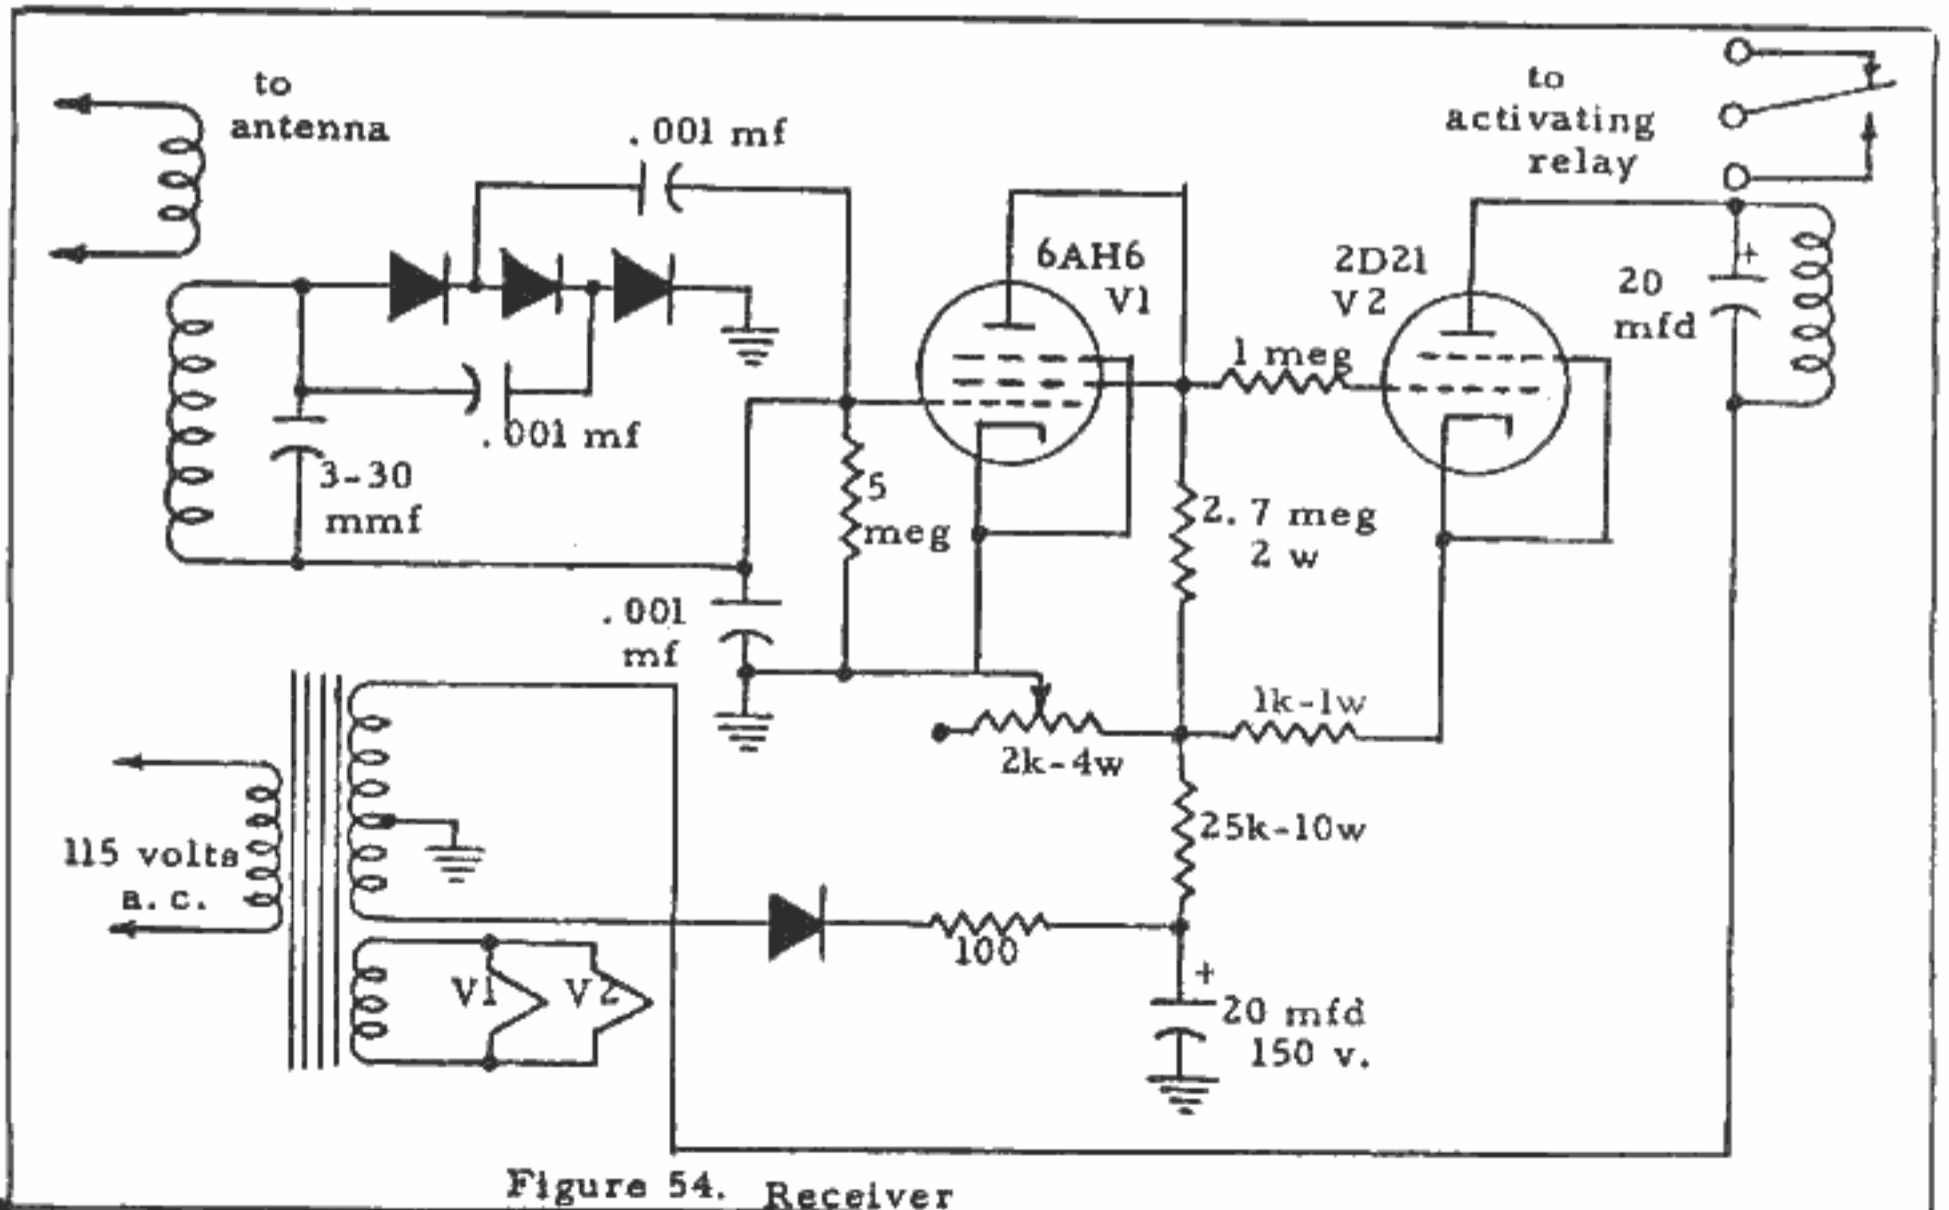 to
antenna
.001 mf
to
activating
relay
6AH6
V1
2D21
V2
20
mfd
+
1 meg
.001 mf
3-30
mmf
5
meg
2.7 meg
2 w
.001
mf
1k-1w
2k-4w
115 volts
a.c.
25k-10w
100
V1
V2
+
20 mfd
150 v.
Figure 54. Receiver